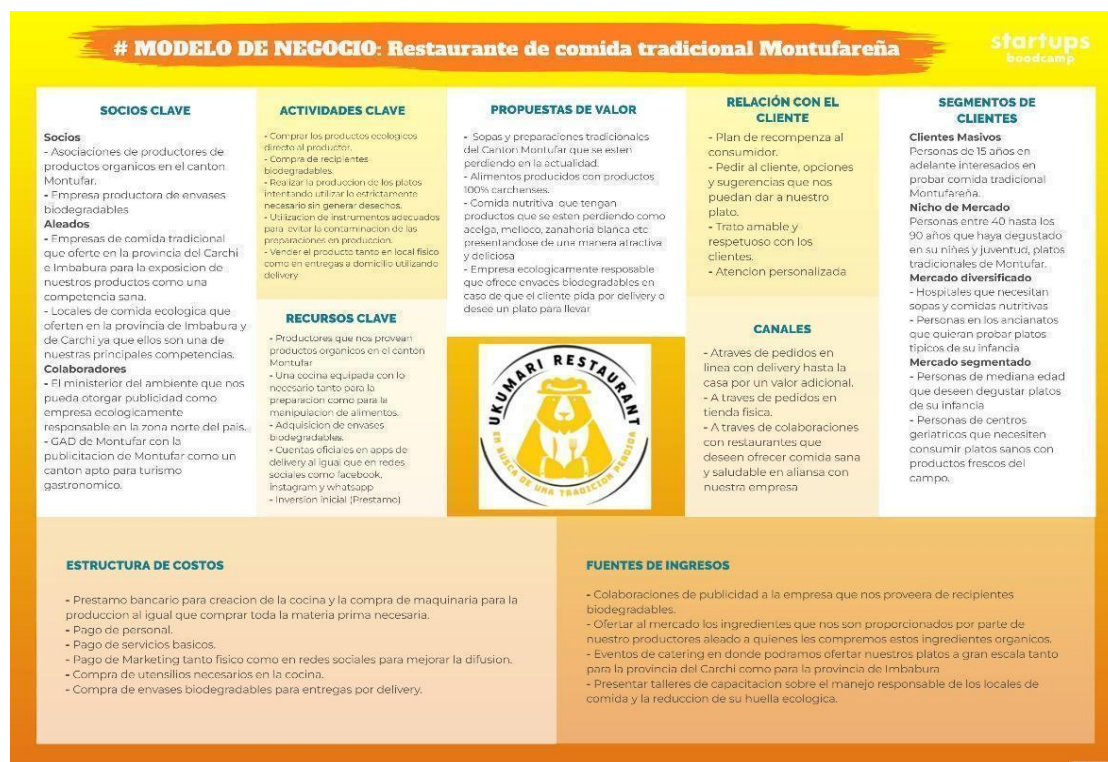 # MODELO DE NEGOCIO: Restaurante de comida tradicional Montufareña
startups
boadcamp
SOCIOS CLAVE
Socios
- Asociaciones de productores de
productos organicos en el canton
Montufar.
- Empresa productora de envases
biodegradables
Aleados
- Empresas de comida tradicional
que oferte en la provincia del Carchi
e Imbabura para la exposicion de
nuestros productos como una
competencia sana.
- Locales de comida ecologica que
oferten en la provincia de Imbabura y
de Carchi ya que ellos son una de
nuestras principales competencias.
Colaboradores
- El ministerior del ambiente que nos
pueda otorgar publicidad como
empresa ecologicamente
responsable en la zona norte del pais.
- GAD de Montufar con la
publicitacion de Montufar como un
canton apto para turismo
gastronomico.
ACTIVIDADES CLAVE
- Comprar los productos ecologicos
directo al productor.
- Compra de recipientes
biodegradables.
- Realizar la produccion de los platos
intentando utilizar lo estrictamente
necesario sin generar desechos.
- Utilizacion de instrumentos adecuados
para evitar la contaminacion de las
preparaciones en produccion.
- Vender el producto tanto en local fisico
como en entregas a domicilio utilizando
delivery
RECURSOS CLAVE
- Productores que nos provean
productos organicos en el canton
Montufar
- Una cocina equipada con lo
necesario tanto para la
preparacion como para la
manipulacion de alimentos.
- Adquisicion de envases
biodegradables.
- Cuentas oficiales en apps de
delivery al igual que en redes
sociales como facebook,
instagram y whatsapp
- Inversion inicial (Prestamo)
PROPUESTAS DE VALOR
- Sopas y preparaciones tradicionales
del Canton Montufar que se esten
perdiendo en la actualidad.
- Alimentos producidos con productos
100% carchenses.
- Comida nutritiva que tengan
productos que se esten perdiendo como
acelga, melloco, zanahoria blanca etc
presentandose de una manera atractiva
y deliciosa
- Empresa ecologicamente resposable
que ofrece envaces biodegradables en
caso de que el cliente pida por delivery o
desee un plato para llevar
UKUMARI RESTAURANT
EN BUSCA DE UNA TRADICION PERDIDA
RELACIÓN CON EL
CLIENTE
- Plan de recompenza al
consumidor.
- Pedir al cliente, opciones
y sugerencias que nos
puedan dar a nuestro
plato.
- Trato amable y
respetuoso con los
clientes.
- Atencion personalizada
CANALES
- Atraves de pedidos en
linea con delivery hasta la
casa por un valor adicional.
- A traves de pedidos en
tienda fisica.
- A traves de colaboraciones
con restaurantes que
deseen ofrecer comida sana
y saludable en aliansa con
nuestra empresa
SEGMENTOS DE
CLIENTES
Clientes Masivos
Personas de 15 años en
adelante interesados en
probar comida tradicional
Montufareña.
Nicho de Mercado
Personas entre 40 hasta los
90 años que haya degustado
en su niñes y juventud, platos
tradicionales de Montufar.
Mercado diversificado
- Hospitales que necesitan
sopas y comidas nutritivas
- Personas en los ancianatos
que quieran probar platos
tipicos de su infancia
Mercado segmentado
- Personas de mediana edad
que deseen degustar platos
de su infancia
- Personas de centros
geriatricos que necesiten
consumir platos sanos con
productos frescos del
campo.
ESTRUCTURA DE COSTOS
- Prestamo bancario para creacion de la cocina y la compra de maquinaria para la
produccion al igual que comprar toda la materia prima necesaria.
- Pago de personal.
- Pago de servicios basicos.
- Pago de Marketing tanto fisico como en redes sociales para mejorar la difusion.
- Compra de utensilios necesarios en la cocina.
- Compra de envases biodegradables para entregas por delivery.
FUENTES DE INGRESOS
- Colaboraciones de publicidad a la empresa que nos proveera de recipientes
biodegradables.
- Ofertar al mercado los ingredientes que nos son proporcionados por parte de
nuestro productores aleado a quienes les compremos estos ingredientes organicos.
- Eventos de catering en donde podramos ofertar nuestros platos a gran escala tanto
para la provincia del Carchi como para la provincia de Imbabura
- Presentar talleres de capacitacion sobre el manejo responsable de los locales de
comida y la reduccion de su huella ecologica.